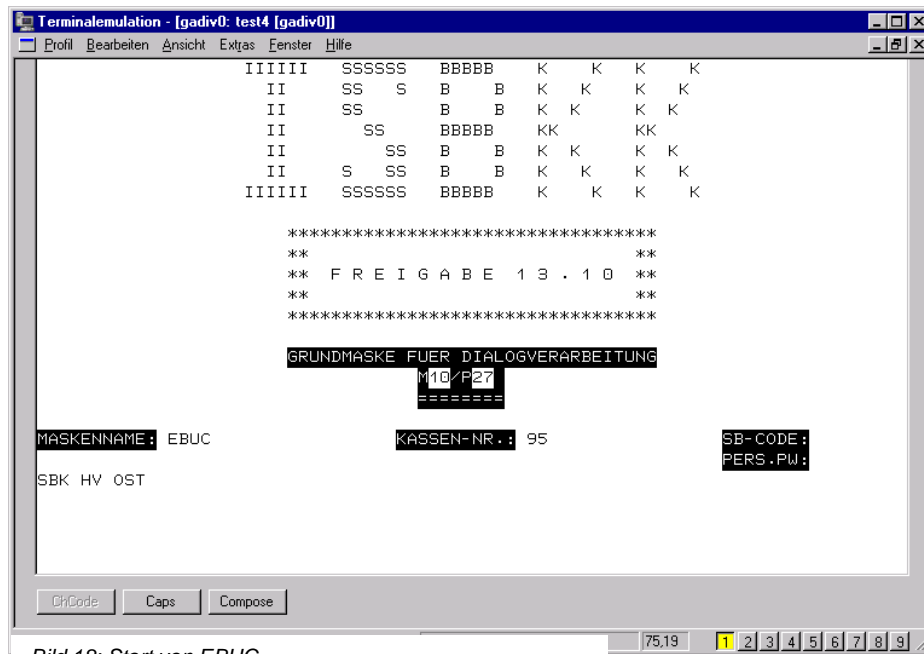 Terminalemulation - [gadiv0: test4 [gadiv0]]
Profil Bearbeiten Ansicht Extras Fenster Hilfe
IIIIII SSSSSS BBBBB K K K K
II SS S B B K K K K
II SS B B K K K K
II SS BBBBB KK KK
II SS B B K K K K
II S SS B B K K K K
IIIIII SSSSSS BBBBB K K K K
**********************************
** **
** F R E I G A B E 1 3 . 1 0 **
** **
**********************************
GRUNDMASKE FUER DIALOGVERARBEITUNG
M10/P27
========
MASKENNAME: EBUC KASSEN-NR.: 95 SB-CODE:
PERS.PW:
SBK HV OST
ChCode Caps Compose
75,19 1 2 3 4 5 6 7 8 9
Bild 18: Start von EBUC